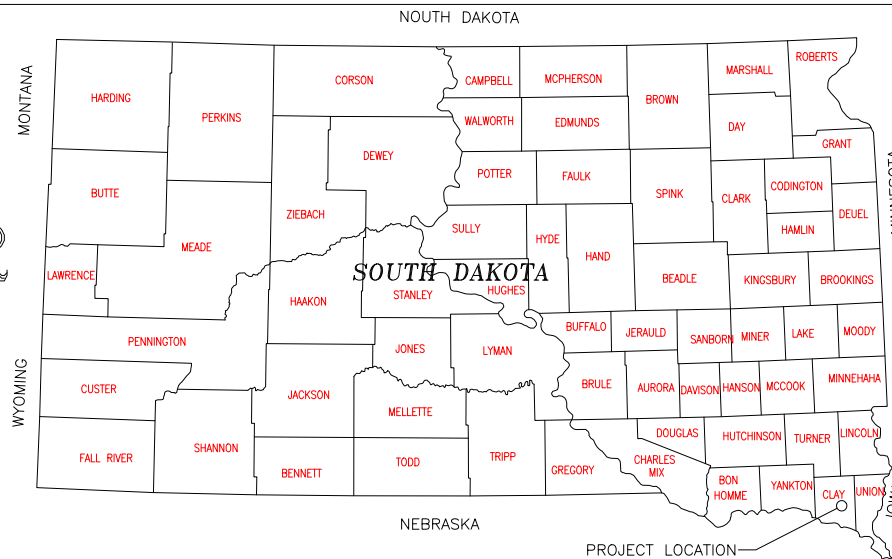 NOUTH DAKOTA
MONTANA
HARDING
PERKINS
CORSON
CAMPBELL
MCPHERSON
BROWN
MARSHALL
ROBERTS
WALWORTH
EDMUNDS
DAY
GRANT
DEWEY
POTTER
FAULK
SPINK
CLARK
CODINGTON
DEUEL
BUTTE
ZIEBACH
MEADE
SULLY
HYDE
HAND
HAMLIN
LAWRENCE
SOUTH DAKOTA
HAAKON
STANLEY
HUGHES
BEADLE
KINGSBURY
BROOKINGS
PENNINGTON
JONES
LYMAN
BUFFALO
JERAULD
SANBORN
MINER
LAKE
MOODY
WYOMING
CUSTER
JACKSON
MELLETTE
BRULE
AURORA
DAVISON
HANSON
MCCOOK
MINNEHAHA
FALL RIVER
SHANNON
BENNETT
TODD
TRIPP
GREGORY
CHARLES
MIX
DOUGLAS
HUTCHINSON
TURNER
LINCOLN
BON
HOMME
YANKTON
CLAY
UNION
NEBRASKA
PROJECT LOCATION